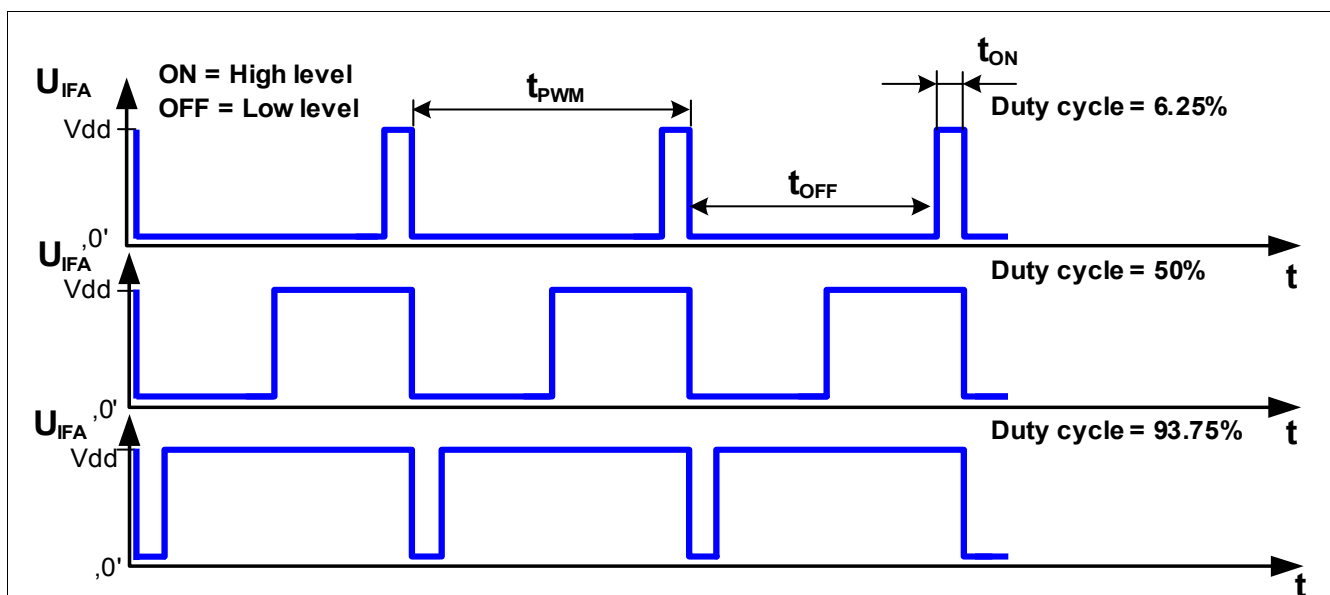 ON = High level
OFF = Low level
U_IFA
Vdd
t_PWM
t_ON
Duty cycle = 6.25%
t_OFF
,0'
t
U_IFA
Vdd
Duty cycle = 50%
,0'
t
U_IFA
Vdd
Duty cycle = 93.75%
,0'
t